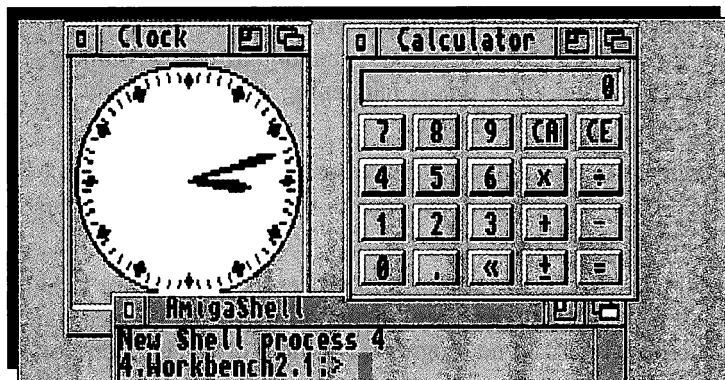 Clock
Calculator
0
7 8 9 CA CE
4 5 6 × ÷
1 2 3 + -
0 . « ± =
AmigaShell
New Shell process 4
4.Workbench2.1:>